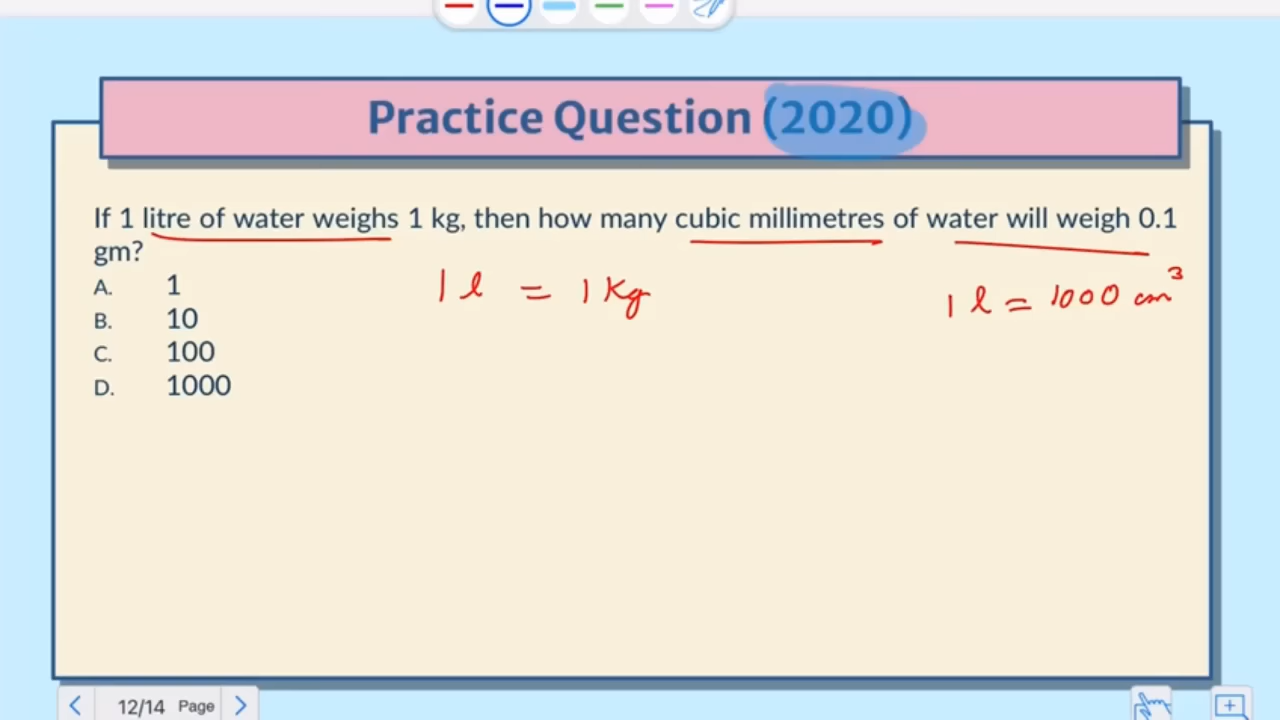 Practice Question (2020)
If 1 litre of water weighs 1 kg, then how many cubic millimetres of water will weigh 0.1
gm?
1 l = 1 Kg
1 l = 1000 cm³
A. 1
B. 10
C. 100
D. 1000
12/14 Page